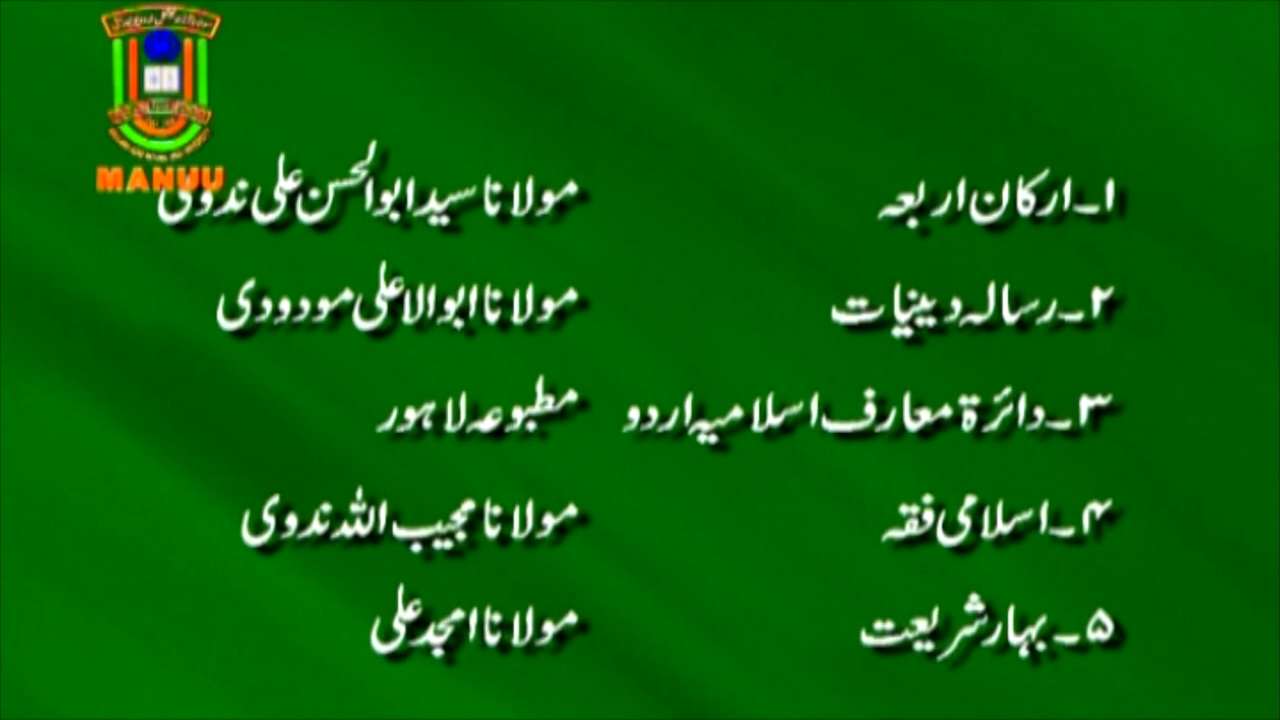 MANUU
۱۔ارکان اربعہ مولانا سید ابوالحسن علی ندوی
۲۔رسالہ دینیات مولانا ابوالاعلی مودودی
۳۔دائرۃ معارف اسلامیہ اردو مطبوعہ لاہور
۴۔اسلامی فقہ مولانا مجیب اللہ ندوی
۵۔بہار شریعت مولانا امجد علی